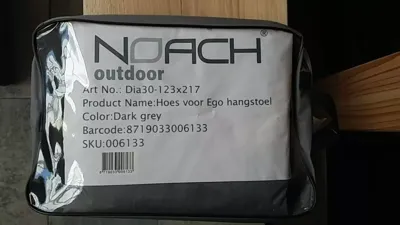 NOACH®
outdoor
Art No.: Dia30-123x217
Product Name:Hoes voor Ego hangstoel
Color:Dark grey
Barcode:8719033006133
SKU:006133